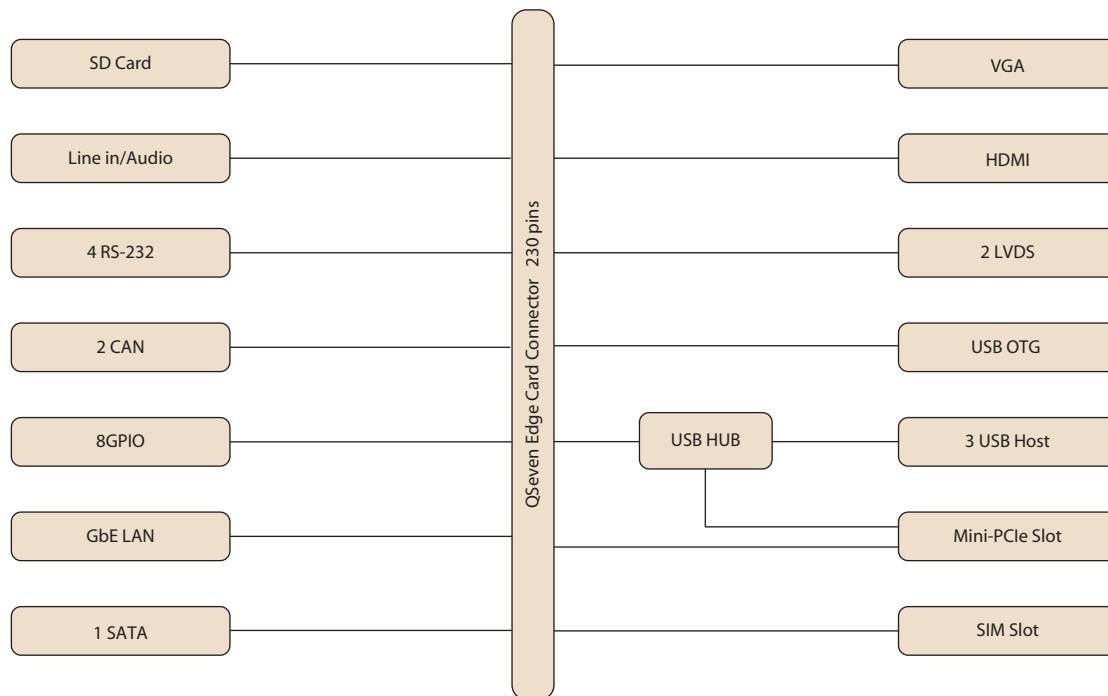 SD Card
Line in/Audio
4 RS-232
2 CAN
8GPIO
GbE LAN
1 SATA
QSeven Edge Card Connector 230 pins
USB HUB
VGA
HDMI
2 LVDS
USB OTG
3 USB Host
Mini-PCIe Slot
SIM Slot